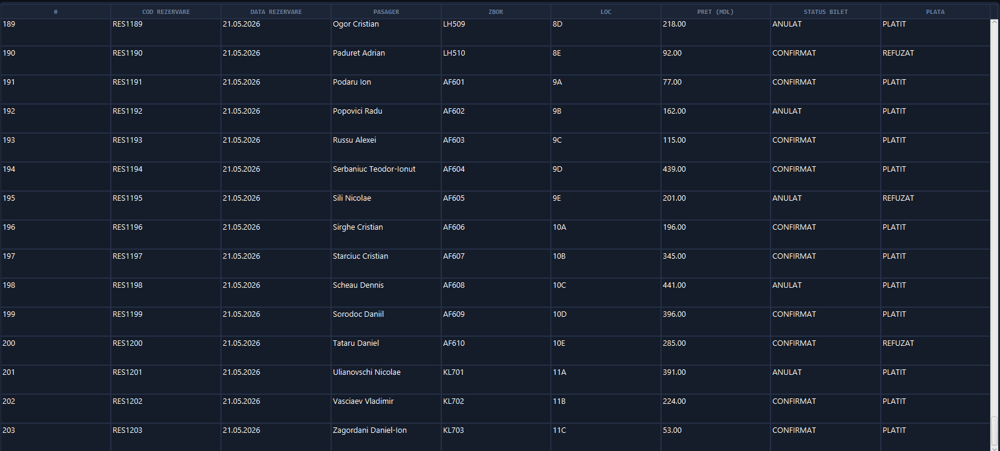 # COD REZERVARE DATA REZERVARE PASAGER ZBOR LOC PRET (MDL) STATUS BILET PLATA
189 RES1189 21.05.2026 Ogor Cristian LH509 8D 218.00 ANULAT PLATIT
190 RES1190 21.05.2026 Paduret Adrian LH510 8E 92.00 CONFIRMAT REFUZAT
191 RES1191 21.05.2026 Podaru Ion AF601 9A 77.00 CONFIRMAT PLATIT
192 RES1192 21.05.2026 Popovici Radu AF602 9B 162.00 ANULAT PLATIT
193 RES1193 21.05.2026 Russu Alexei AF603 9C 115.00 CONFIRMAT PLATIT
194 RES1194 21.05.2026 Serbaniuc Teodor-Ionut AF604 9D 439.00 CONFIRMAT PLATIT
195 RES1195 21.05.2026 Sili Nicolae AF605 9E 201.00 ANULAT REFUZAT
196 RES1196 21.05.2026 Sirghe Cristian AF606 10A 196.00 CONFIRMAT PLATIT
197 RES1197 21.05.2026 Starciuc Cristian AF607 10B 345.00 CONFIRMAT PLATIT
198 RES1198 21.05.2026 Scheau Dennis AF608 10C 441.00 ANULAT PLATIT
199 RES1199 21.05.2026 Sorodoc Daniil AF609 10D 396.00 CONFIRMAT PLATIT
200 RES1200 21.05.2026 Tataru Daniel AF610 10E 285.00 CONFIRMAT REFUZAT
201 RES1201 21.05.2026 Ulianovschi Nicolae KL701 11A 391.00 ANULAT PLATIT
202 RES1202 21.05.2026 Vasciaev Vladimir KL702 11B 224.00 CONFIRMAT PLATIT
203 RES1203 21.05.2026 Zagordani Daniel-Ion KL703 11C 53.00 CONFIRMAT PLATIT